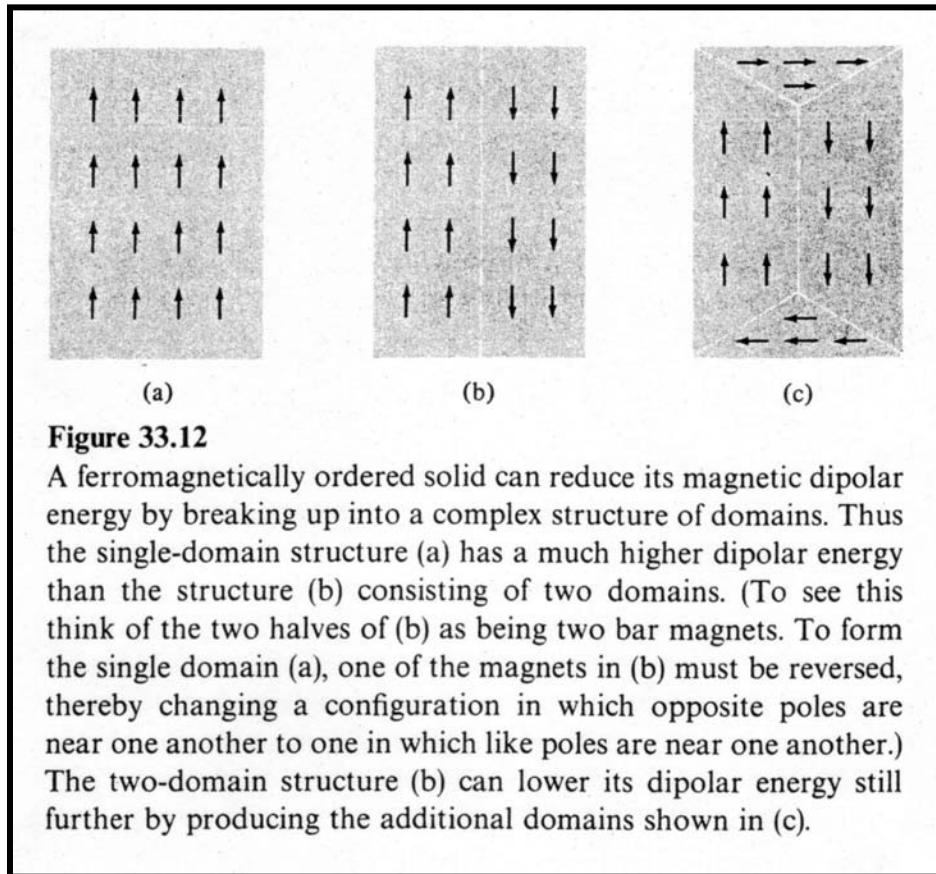 (a) (b) (c)
Figure 33.12
A ferromagnetically ordered solid can reduce its magnetic dipolar
energy by breaking up into a complex structure of domains. Thus
the single-domain structure (a) has a much higher dipolar energy
than the structure (b) consisting of two domains. (To see this
think of the two halves of (b) as being two bar magnets. To form
the single domain (a), one of the magnets in (b) must be reversed,
thereby changing a configuration in which opposite poles are
near one another to one in which like poles are near one another.)
The two-domain structure (b) can lower its dipolar energy still
further by producing the additional domains shown in (c).